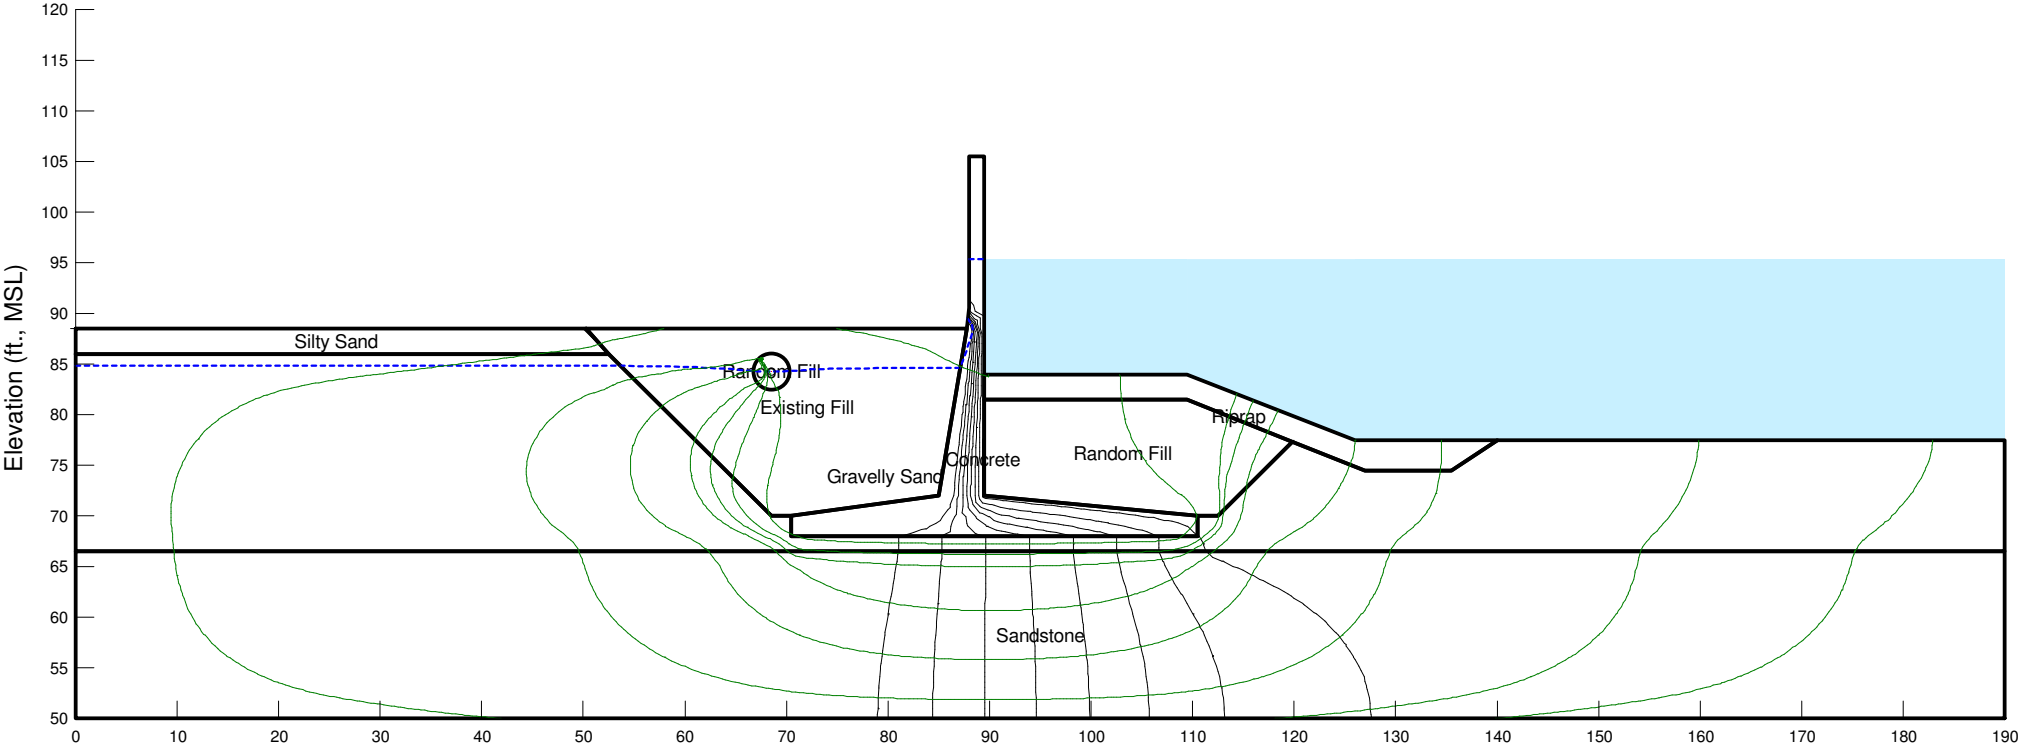 120
115
110
105
100
95
90
85
80
75
70
65
60
55
50
Elevation (ft., MSL)
Silty Sand
Random Fill
Existing Fill
Gravelly Sand
Concrete
Random Fill
Riprap
Sandstone
0 10 20 30 40 50 60 70 80 90 100 110 120 130 140 150 160 170 180 190